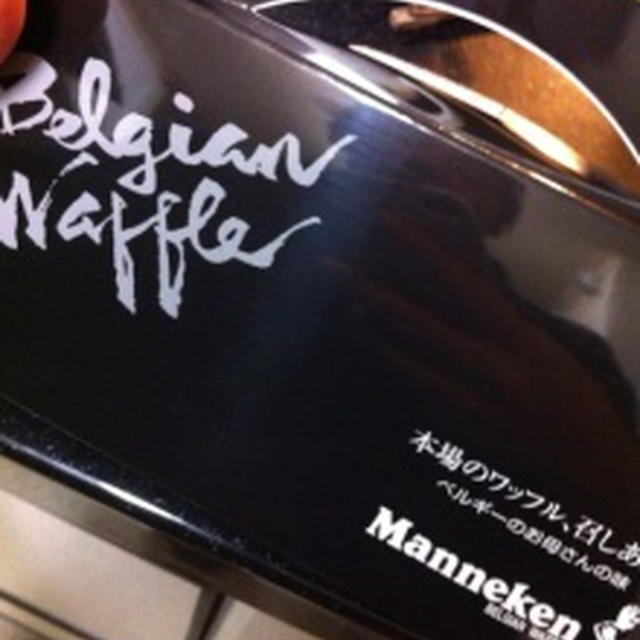 Belgian
Waffle
本場のワッフル、召しあ
ベルギーのお母さんの味
Manneken